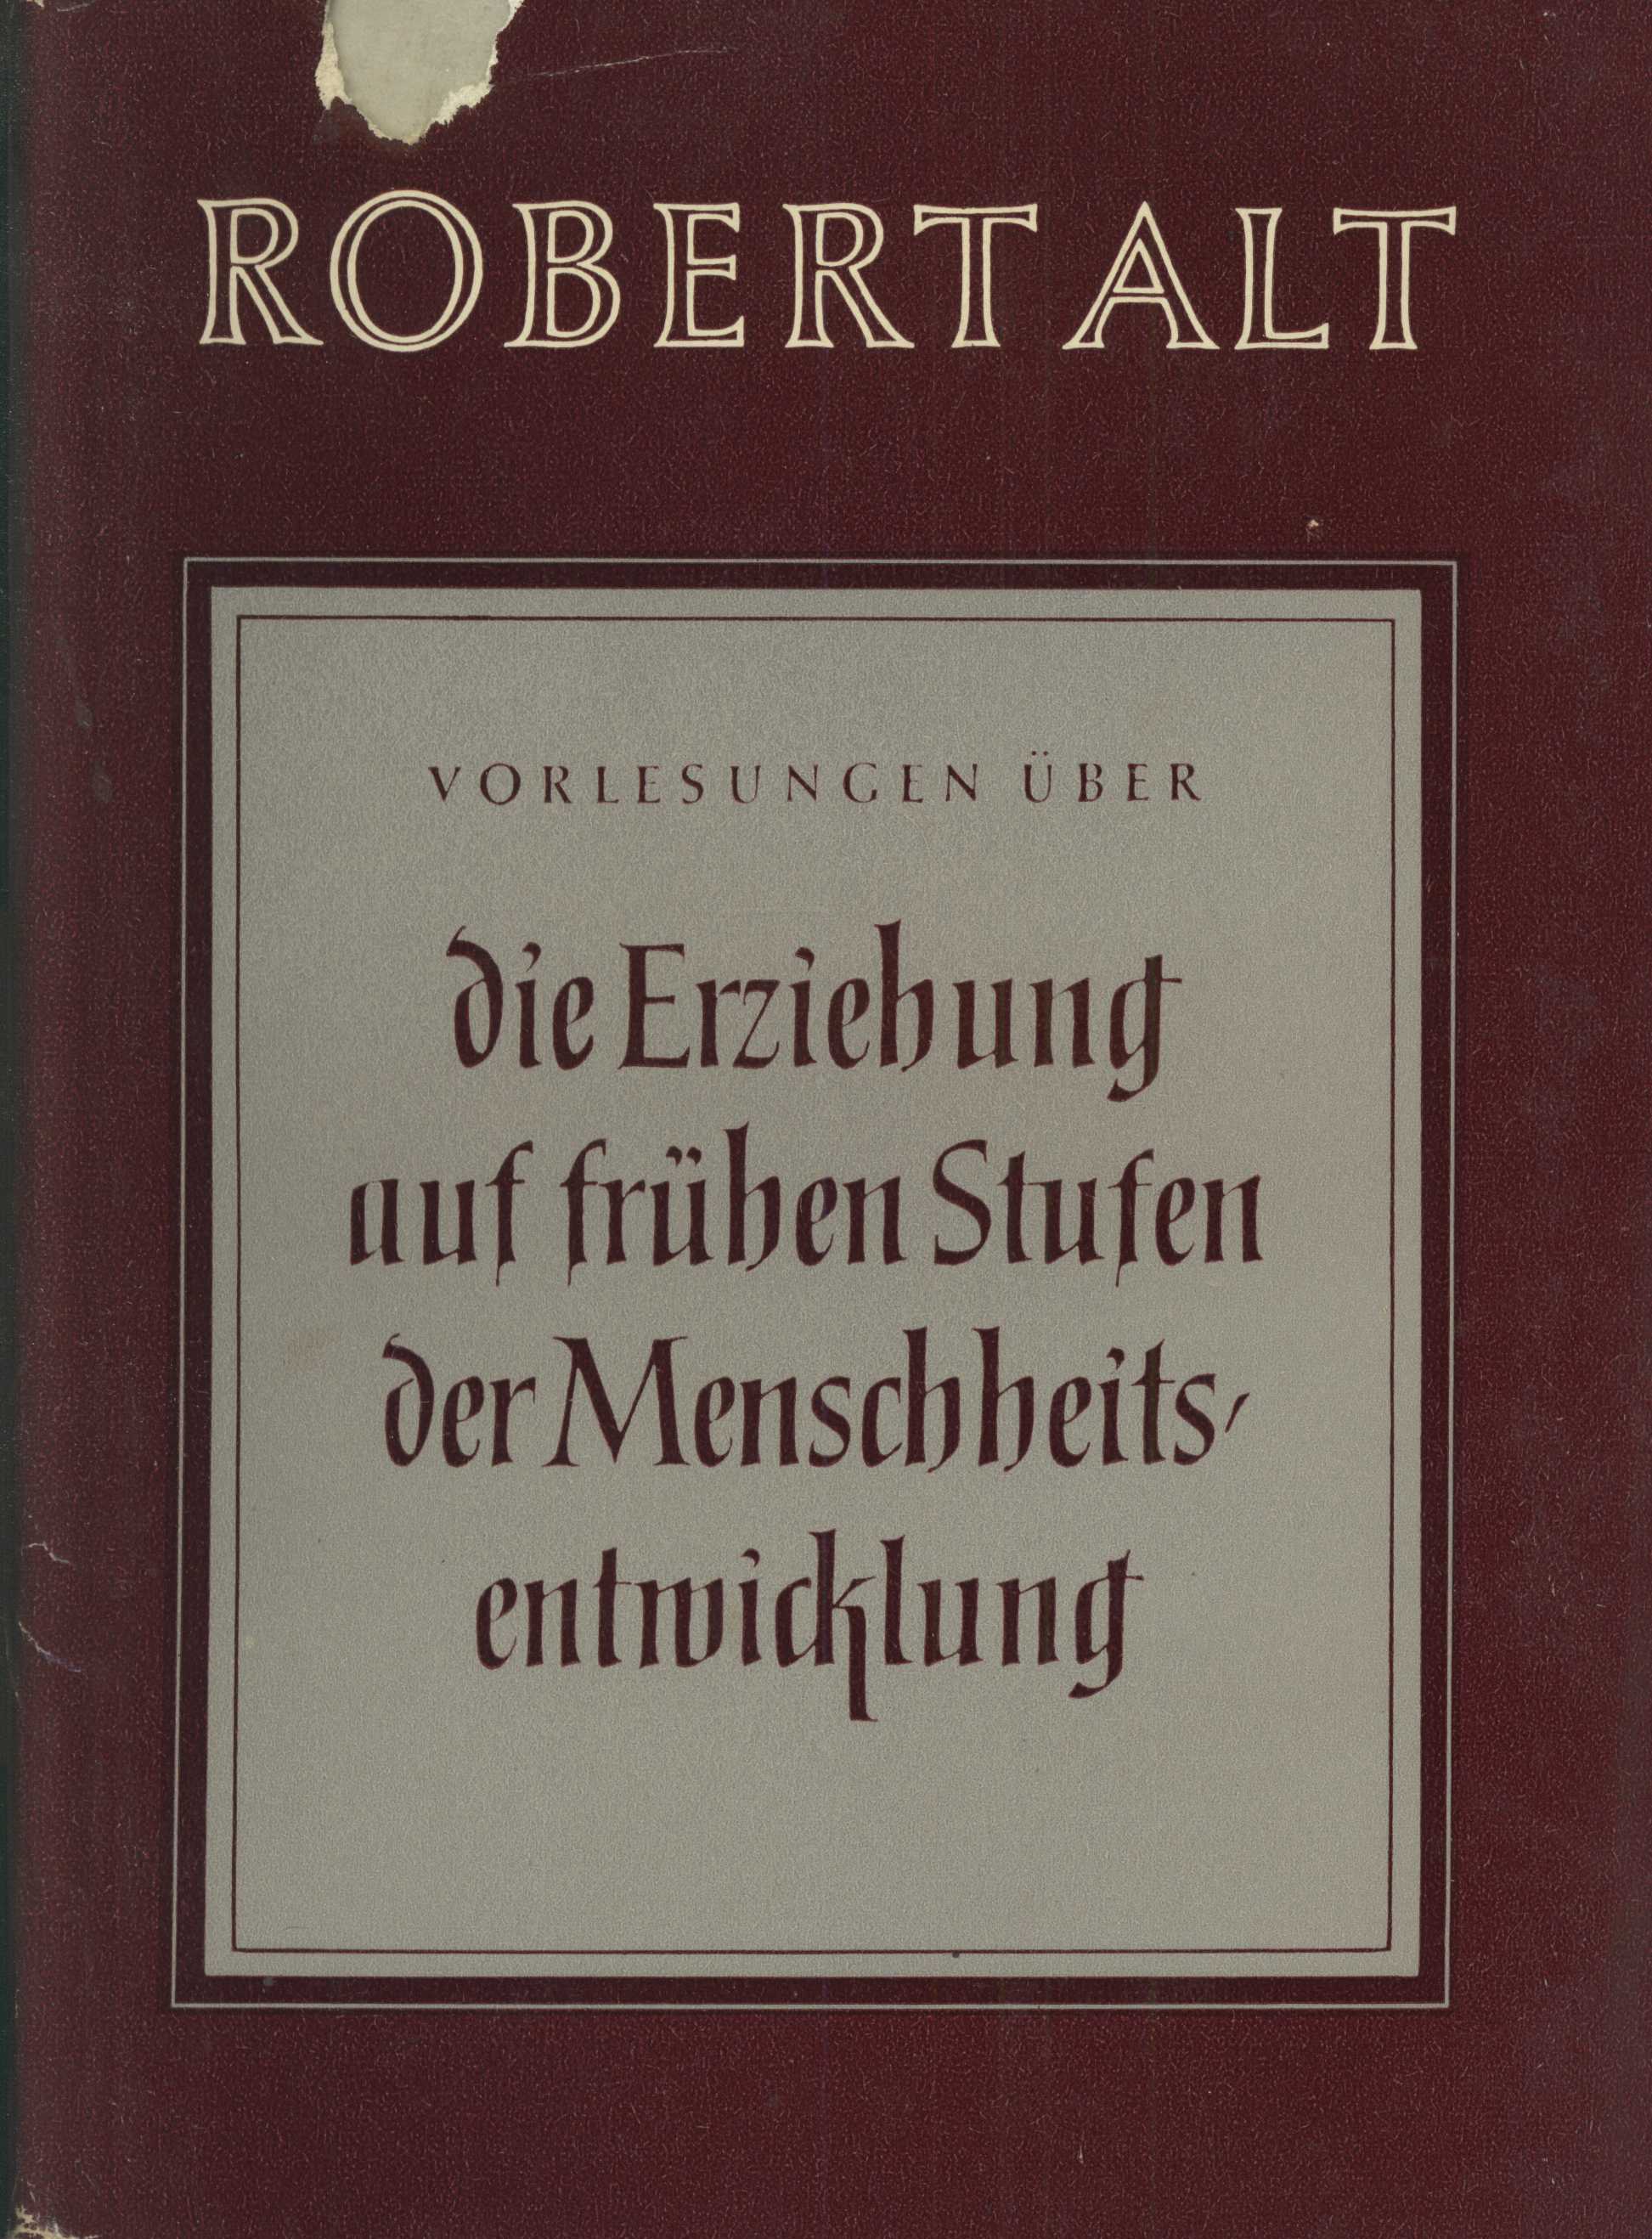 ROBERT ALT
VORLESUNGEN ÜBER
die Erziehung
auf frühen Stufen
der Menschheits-
entwicklung